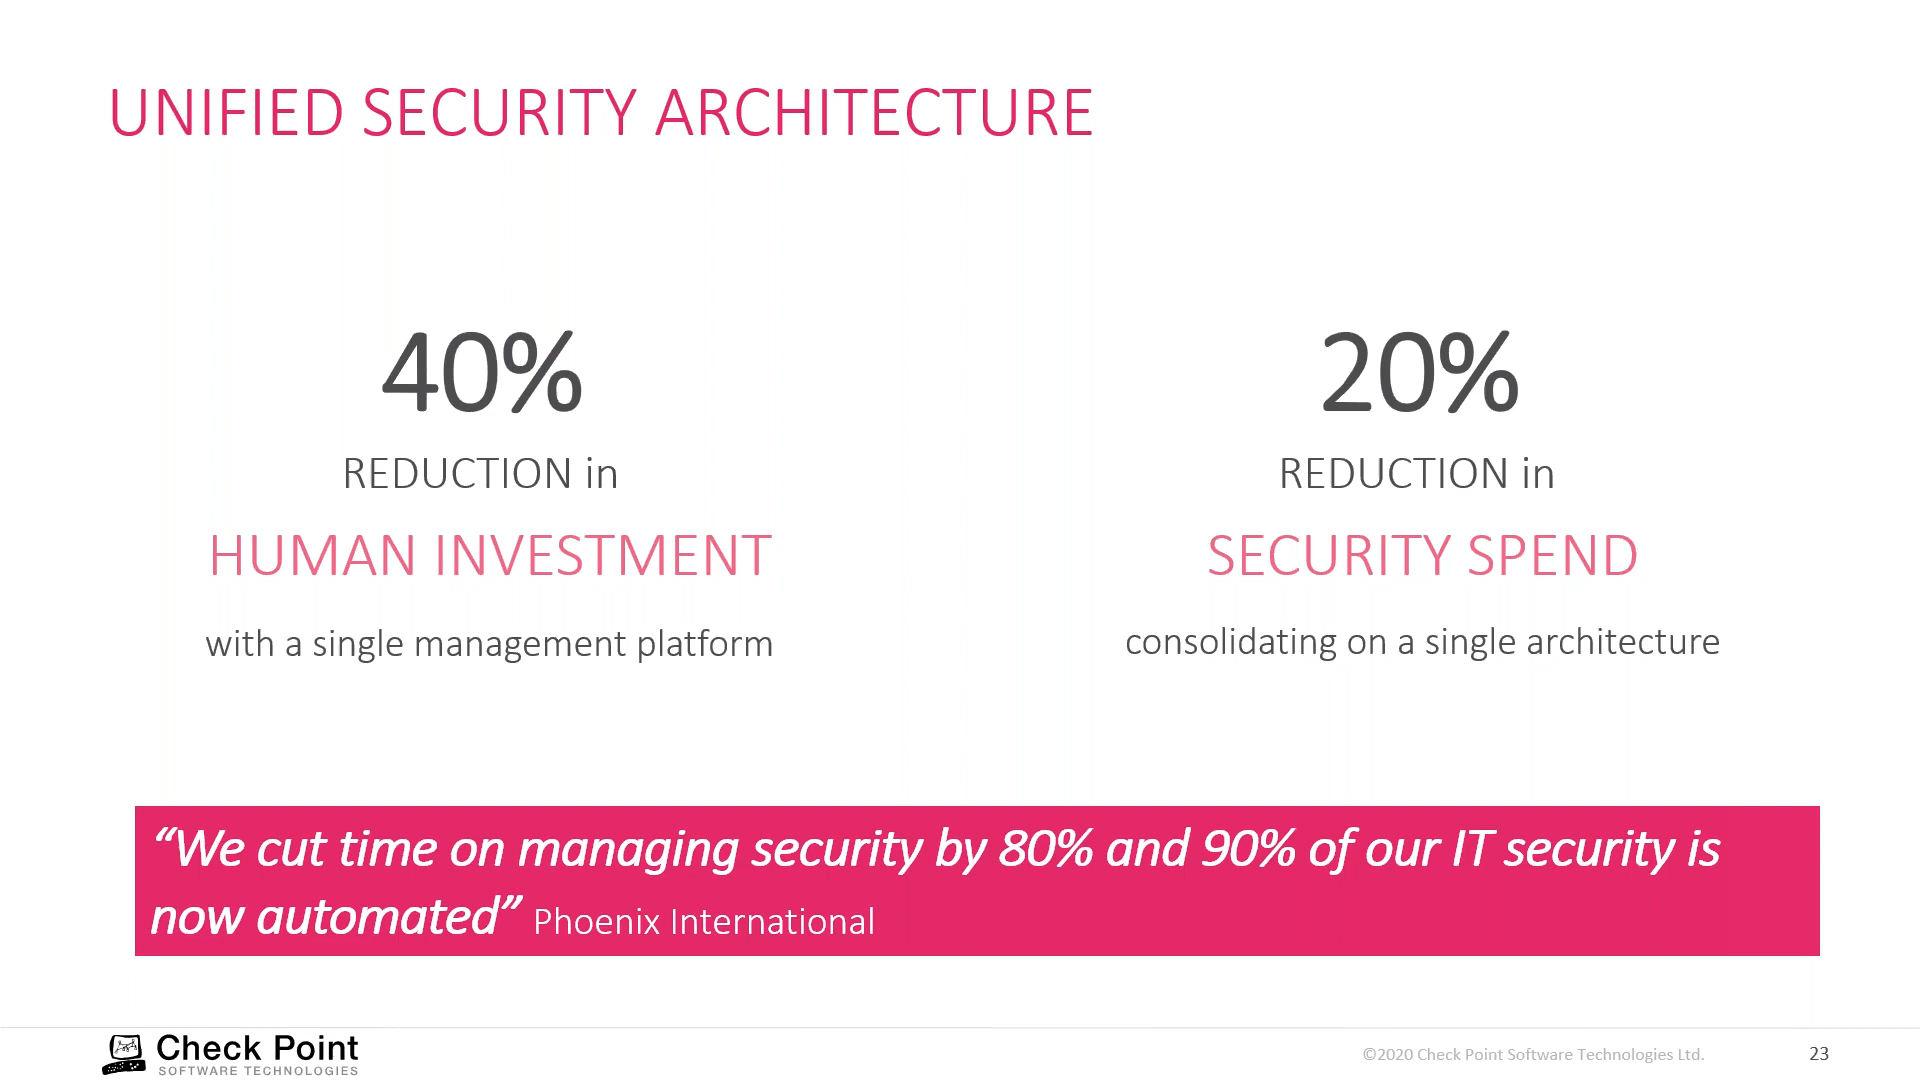 UNIFIED SECURITY ARCHITECTURE
40%
REDUCTION in
HUMAN INVESTMENT
with a single management platform
20%
REDUCTION in
SECURITY SPEND
consolidating on a single architecture
“We cut time on managing security by 80% and 90% of our IT security is
now automated” Phoenix International
Check Point
SOFTWARE TECHNOLOGIES
©2020 Check Point Software Technologies Ltd.
23